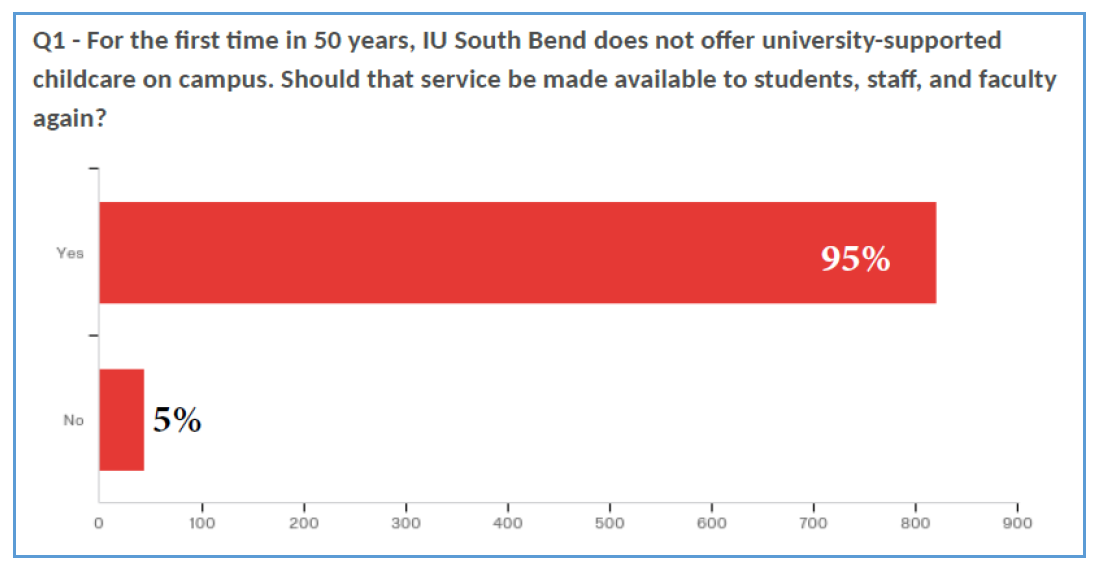 Q1 - For the first time in 50 years, IU South Bend does not offer university-supported
childcare on campus. Should that service be made available to students, staff, and faculty
again?
Yes
95%
No
5%
0 100 200 300 400 500 600 700 800 900